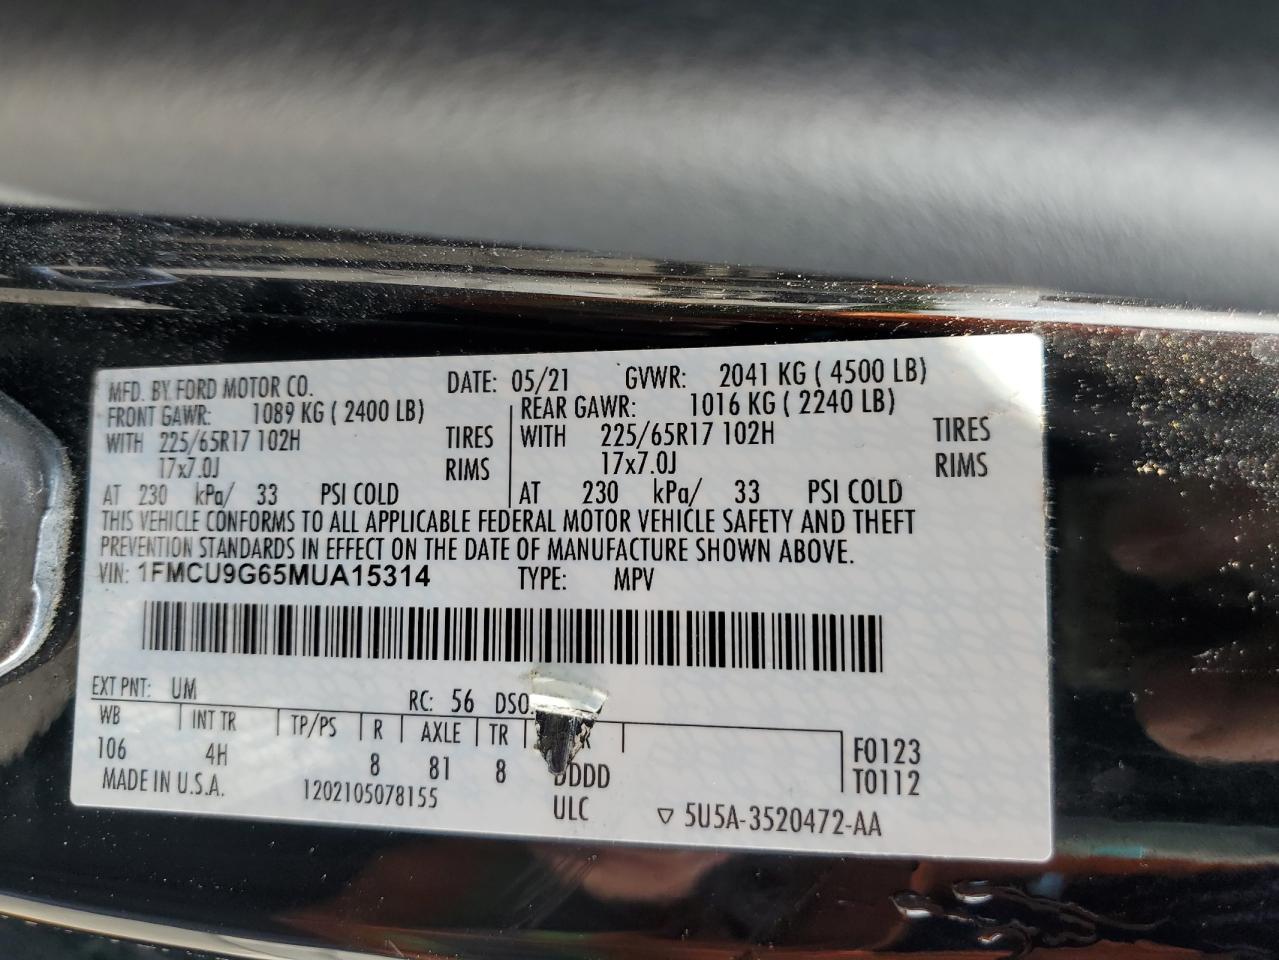 MFD. BY FORD MOTOR CO. DATE: 05/21 GVWR: 2041 KG ( 4500 LB)
FRONT GAWR: 1089 KG ( 2400 LB) REAR GAWR: 1016 KG ( 2240 LB)
WITH 225/65R17 102H TIRES WITH 225/65R17 102H TIRES
17x7.0J RIMS 17x7.0J RIMS
AT 230 kPa/ 33 PSI COLD AT 230 kPa/ 33 PSI COLD
THIS VEHICLE CONFORMS TO ALL APPLICABLE FEDERAL MOTOR VEHICLE SAFETY AND THEFT
PREVENTION STANDARDS IN EFFECT ON THE DATE OF MANUFACTURE SHOWN ABOVE.
VIN: 1FMCU9G65MUA15314 TYPE: MPV
EXT PNT: UM RC: 56 DSO
WB INT TR TP/PS R AXLE TR
106 4H 8 81 8 DDDD
F0123
T0112
MADE IN U.S.A. 1202105078155 ULC ▽ 5U5A-3520472-AA